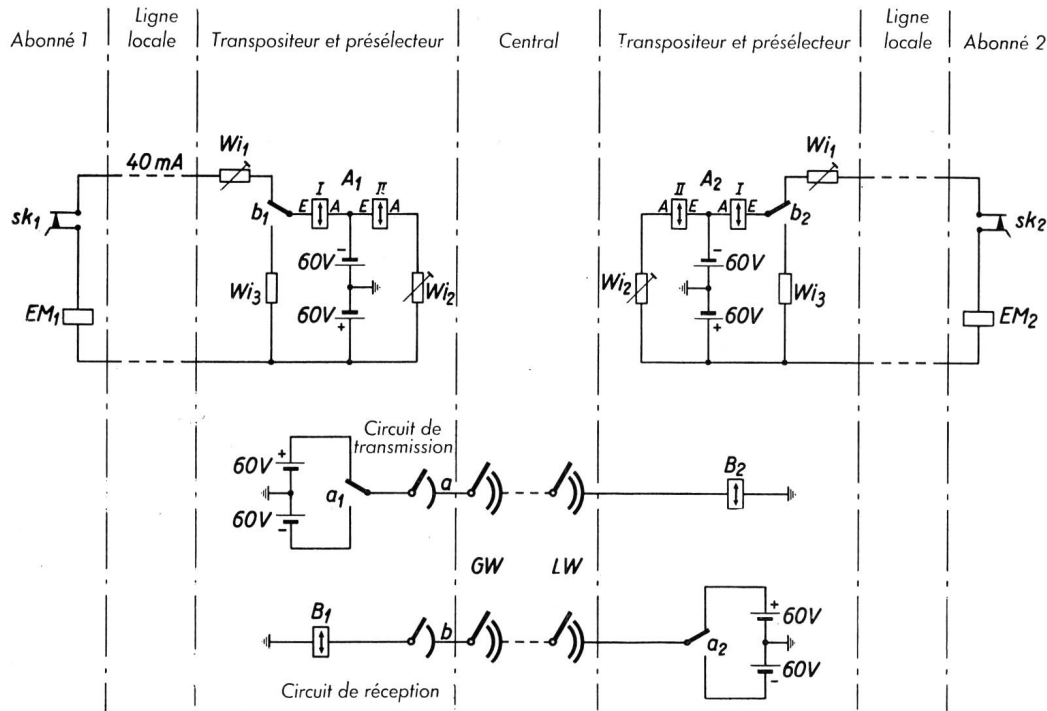 Abonné 1
Ligne locale
Transpositeur et présélecteur
Central
Transpositeur et présélecteur
Ligne locale
Abonné 2
40 mA
Wi1
sk1
EM1
b1
I
E
A
A1
II
E
A
60V
-
60V
+
Wi3
Wi2
A2
II
A
E
I
A
E
b2
Wi1
60V
-
60V
+
Wi2
Wi3
sk2
EM2
Circuit de
transmission
60V
+
60V
-
a1
a
B2
GW
LW
B1
b
a2
+
60V
60V
-
Circuit de réception